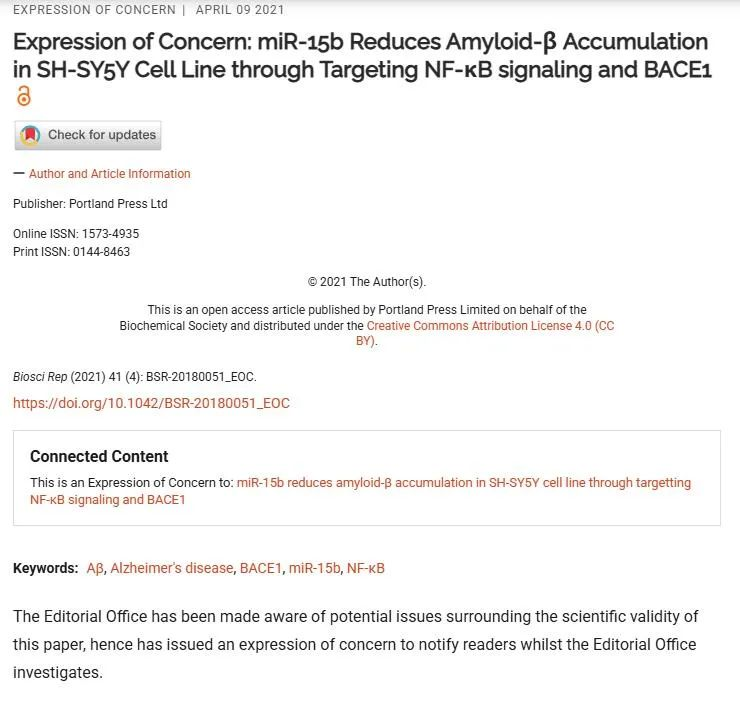 EXPRESSION OF CONCERN | APRIL 09 2021
Expression of Concern: miR-15b Reduces Amyloid-β Accumulation
in SH-SY5Y Cell Line through Targeting NF-κB signaling and BACE1
Check for updates
— Author and Article Information
Publisher: Portland Press Ltd
Online ISSN: 1573-4935
Print ISSN: 0144-8463
© 2021 The Author(s).
This is an open access article published by Portland Press Limited on behalf of the
Biochemical Society and distributed under the Creative Commons Attribution License 4.0 (CC
BY).
Biosci Rep (2021) 41 (4): BSR-20180051_EOC.
https://doi.org/10.1042/BSR-20180051_EOC
Connected Content
This is an Expression of Concern to: miR-15b reduces amyloid-β accumulation in SH-SY5Y cell line through targetting
NF-κB signaling and BACE1
Keywords: Aβ, Alzheimer's disease, BACE1, miR-15b, NF-κB
The Editorial Office has been made aware of potential issues surrounding the scientific validity of
this paper, hence has issued an expression of concern to notify readers whilst the Editorial Office
investigates.